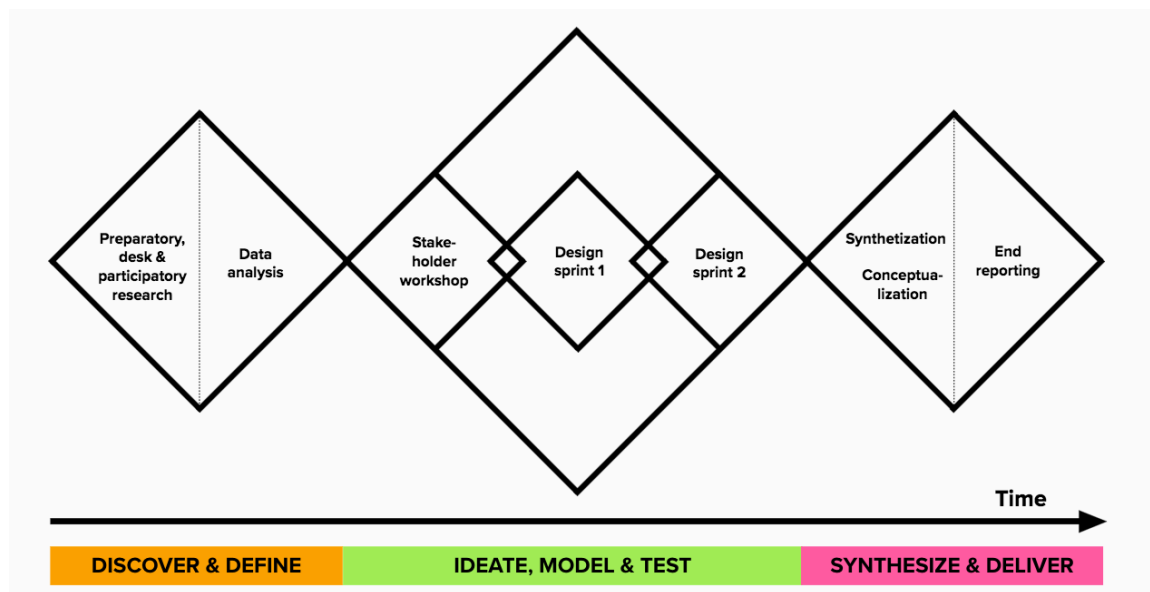 Preparatory,
desk &
participatory
research
Data
analysis
Stake-
holder
workshop
Design
sprint 1
Design
sprint 2
Synthetization
Conceptua-
lization
End
reporting
Time
DISCOVER & DEFINE
IDEATE, MODEL & TEST
SYNTHESIZE & DELIVER